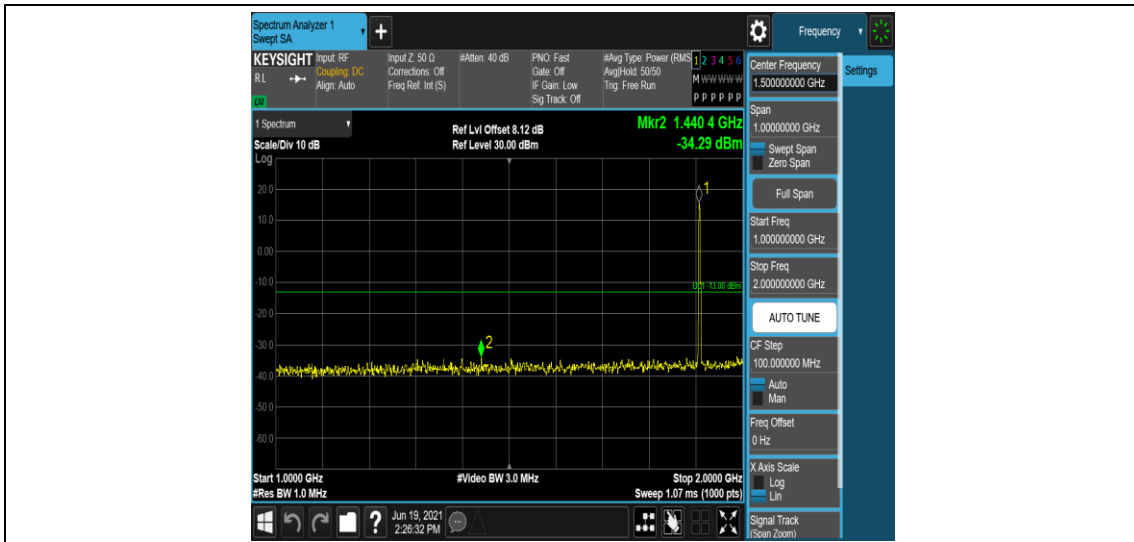 Spectrum Analyzer 1
Swept SA
+
Frequency
KEYSIGHT
RL
LXI
Input: RF
Coupling: DC
Align: Auto
Input Z: 50 Ω
Corrections: Off
Freq Ref: Int (S)
#Atten: 40 dB
PNO: Fast
Gate: Off
IF Gain: Low
Sig Track: Off
#Avg Type: Power (RMS
Avg|Hold: 50/50
Trig: Free Run
1 2 3 4 5 6
M W W W W W
P P P P P P
1 Spectrum
Scale/Div 10 dB
Log
Ref Lvl Offset 8.12 dB
Ref Level 30.00 dBm
Mkr2 1.440 4 GHz
-34.29 dBm
20.0
10.0
0.00
-10.0
-20.0
-30.0
-40.0
-50.0
-60.0
1
2
-13.00 dBm
Start 1.0000 GHz
#Res BW 1.0 MHz
#Video BW 3.0 MHz
Stop 2.0000 GHz
Sweep 1.07 ms (1000 pts)
?
Jun 19, 2021
2:26:32 PM
Center Frequency
1.500000000 GHz
Settings
Span
1.00000000 GHz
Swept Span
Zero Span
Full Span
Start Freq
1.000000000 GHz
Stop Freq
2.000000000 GHz
AUTO TUNE
CF Step
100.000000 MHz
Auto
Man
Freq Offset
0 Hz
X Axis Scale
Log
Lin
Signal Track
(Span Zoom)